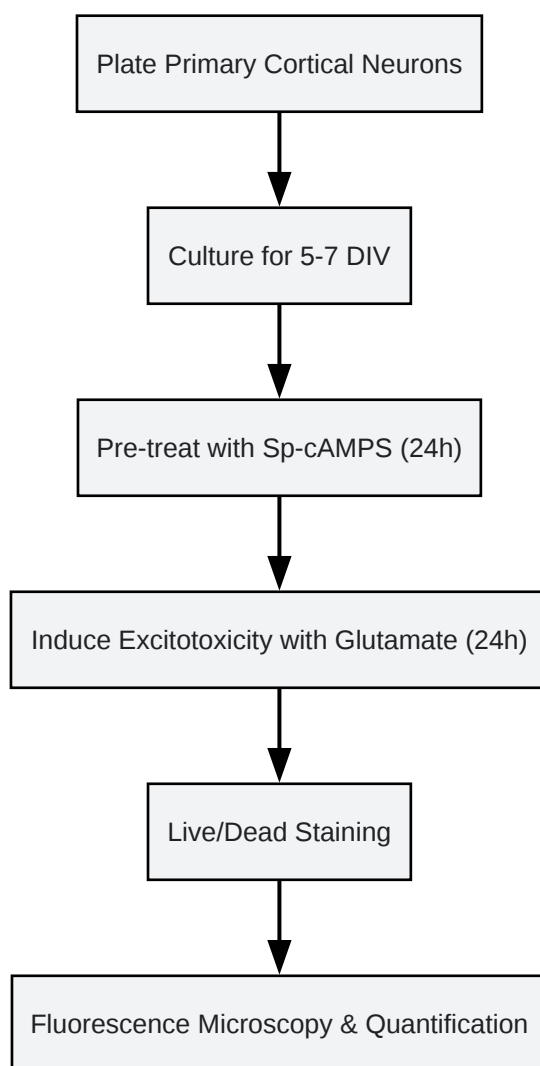 Plate Primary Cortical Neurons
Culture for 5-7 DIV
Pre-treat with Sp-cAMPS (24h)
Induce Excitotoxicity with Glutamate (24h)
Live/Dead Staining
Fluorescence Microscopy & Quantification